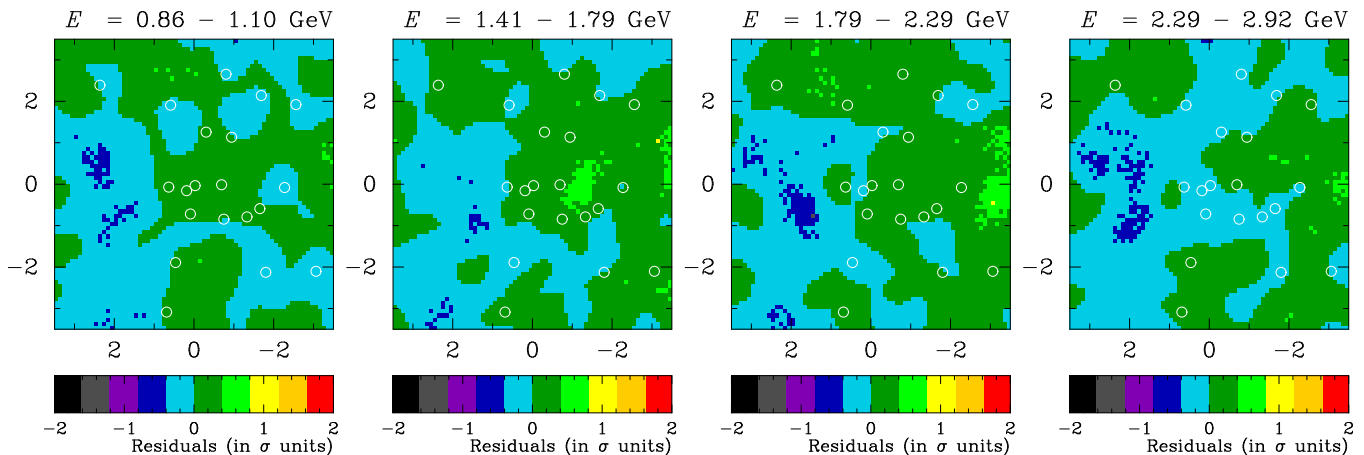 E = 0.86 − 1.10 GeV E = 1.41 − 1.79 GeV E = 1.79 − 2.29 GeV E = 2.29 − 2.92 GeV
2 2 2 2
0 0 0 0
−2 −2 −2 −2
2 0 −2 2 0 −2 2 0 −2 2 0 −2
−2 −1 0 1 2 −2 −1 0 1 2 −2 −1 0 1 2 −2 −1 0 1 2
Residuals (in σ units) Residuals (in σ units) Residuals (in σ units) Residuals (in σ units)